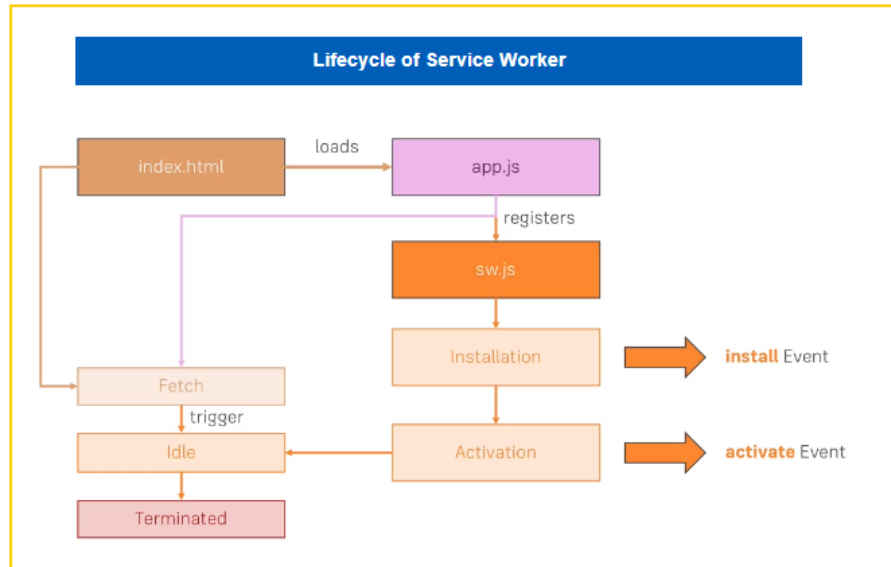 Lifecycle of Service Worker
index.html
loads
app.js
registers
sw.js
Installation
install Event
Fetch
trigger
Idle
Activation
activate Event
Terminated